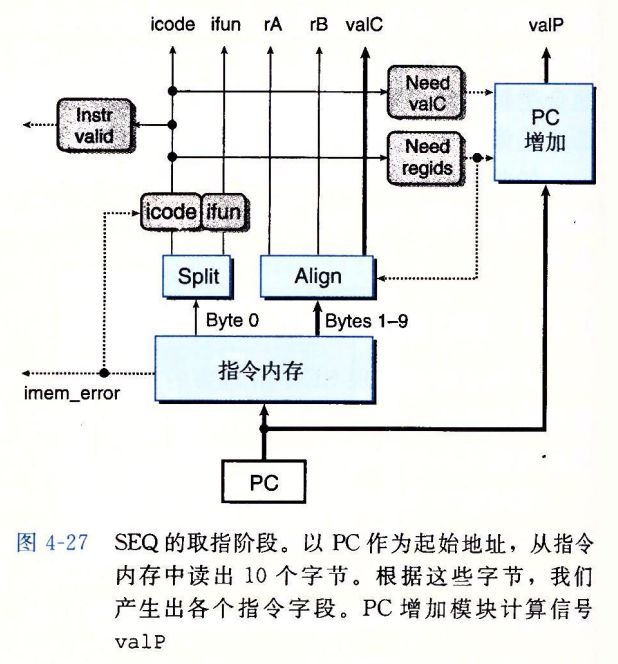 icode ifun rA rB valC valP
Need
valC
Instr
valid
PC
增加
Need
regids
icode ifun
Split
Align
Byte 0
Bytes 1–9
指令内存
imem_error
PC
图 4-27 SEQ 的取指阶段。以 PC 作为起始地址，从指令
内存中读出 10 个字节。根据这些字节，我们
产生出各个指令字段。PC 增加模块计算信号
valP